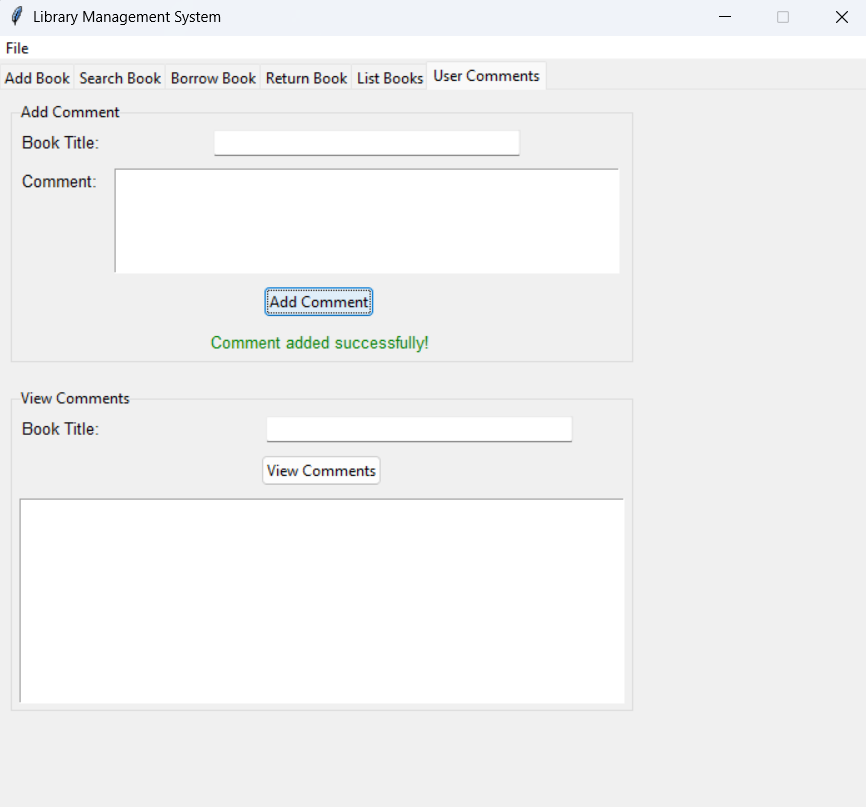 Library Management System
File
Add Book Search Book Borrow Book Return Book List Books User Comments
Add Comment
Book Title:
Comment:
Add Comment
Comment added successfully!
View Comments
Book Title:
View Comments